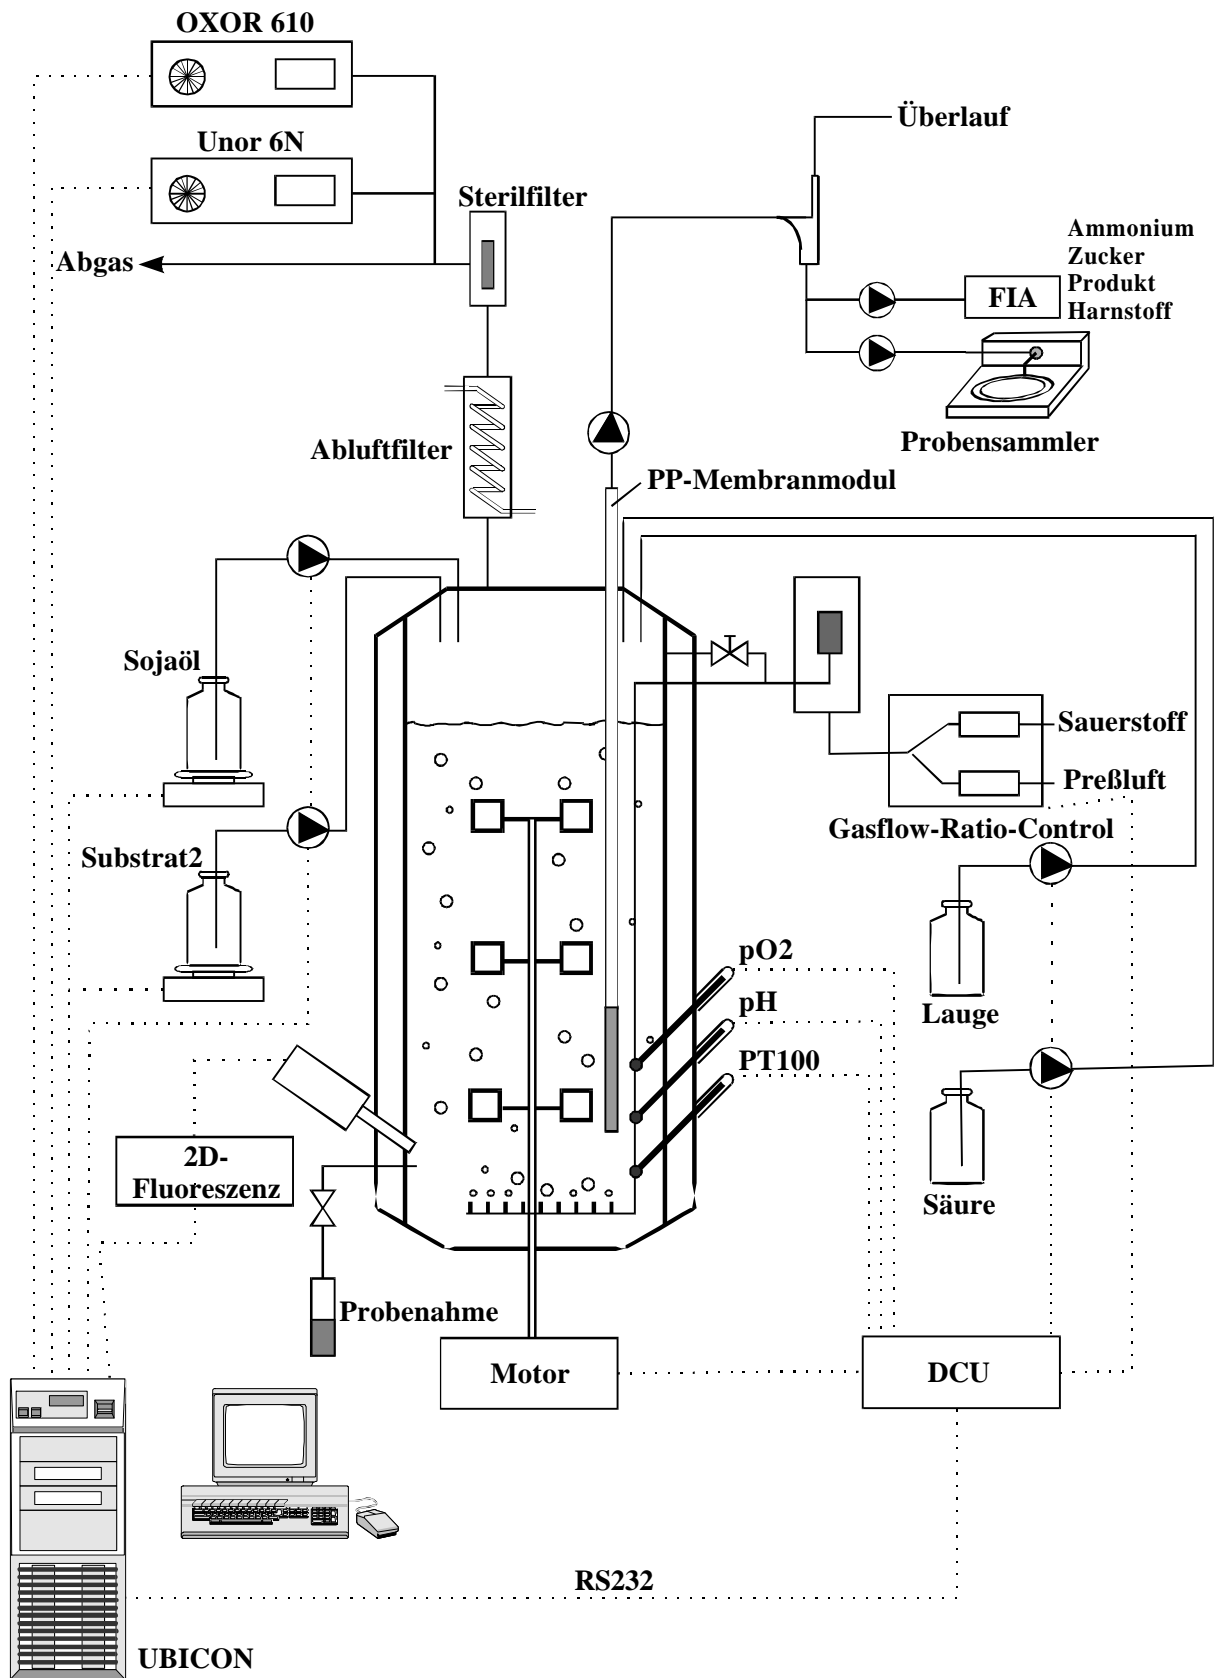 OXOR 610
Unor 6N
Sterilfilter
Abgas
Überlauf
Ammonium
Zucker
Produkt
Harnstoff
FIA
Probensammler
Abluftfilter
PP-Membranmodul
Sojaöl
Substrat2
Sauerstoff
Preßluft
Gasflow-Ratio-Control
pO2
pH
PT100
Lauge
Säure
2D-
Fluoreszenz
Probenahme
Motor
DCU
RS232
UBICON